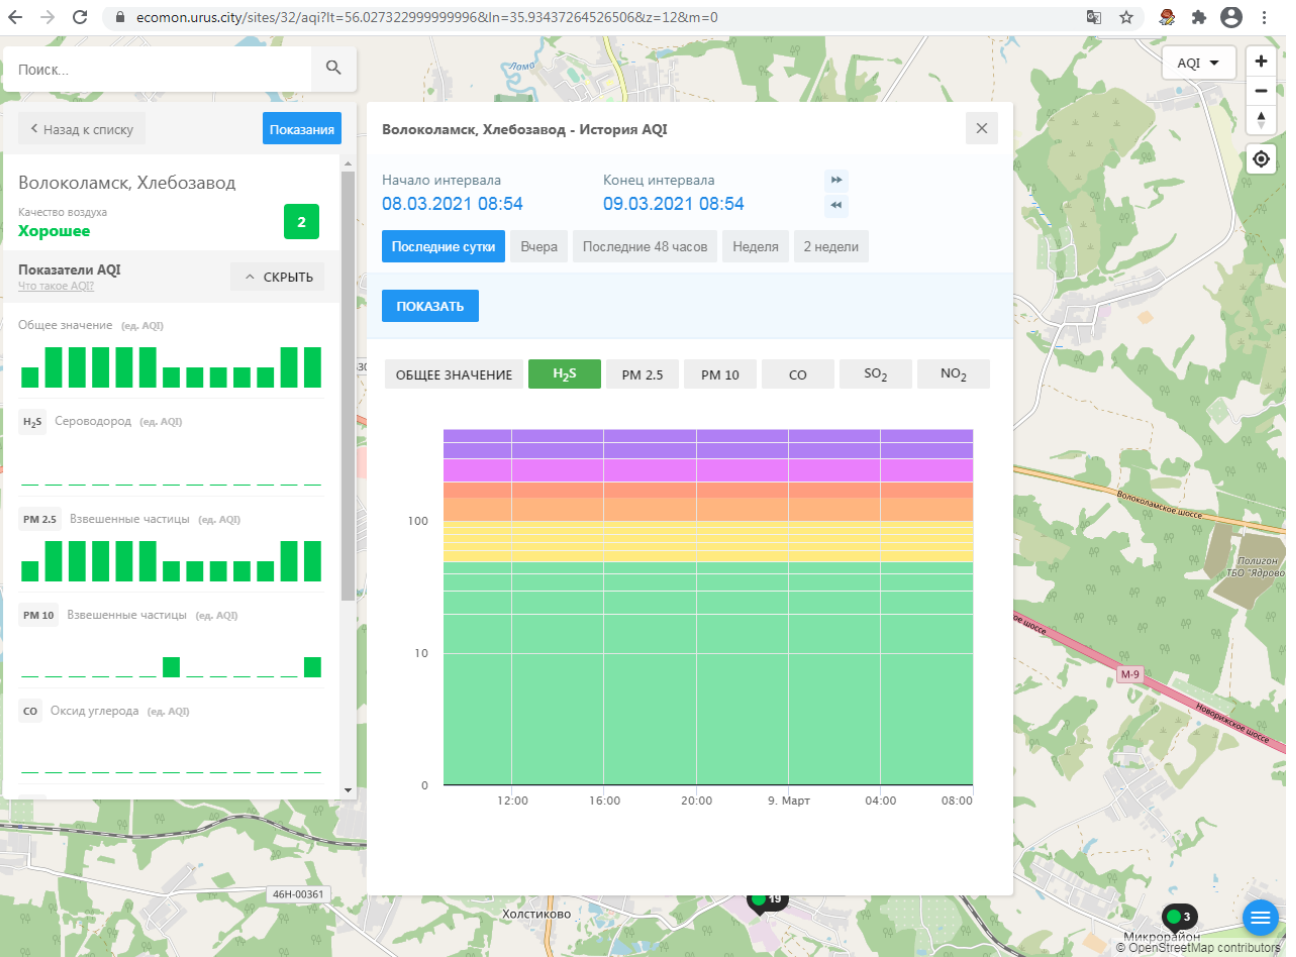 ecomon.urus.city/sites/32/aqi?lt=56.027322999999996&ln=35.93437264526506&z=12&m=0
Поиск...
AQI
Лама
Назад к списку
Показания
Волоколамск, Хлебозавод
Качество воздуха
Хорошее
2
Показатели AQI
Что такое AQI?
СКРЫТЬ
Общее значение (ед. AQI)
H₂S Сероводород (ед. AQI)
PM 2.5 Взвешенные частицы (ед. AQI)
PM 10 Взвешенные частицы (ед. AQI)
CO Оксид углерода (ед. AQI)
Волоколамск, Хлебозавод - История AQI
Начало интервала
08.03.2021 08:54
Конец интервала
09.03.2021 08:54
Последние сутки
Вчера
Последние 48 часов
Неделя
2 недели
ПОКАЗАТЬ
ОБЩЕЕ ЗНАЧЕНИЕ
H₂S
PM 2.5
PM 10
CO
SO₂
NO₂
100
10
0
12:00
16:00
20:00
9. Март
04:00
08:00
Волоколамское шоссе
Полигон
ТБО "Ядрово
ое шоссе
М-9
Новорижское шоссе
46Н-00361
Холстиково
19
3
Микрорайон
© OpenStreetMap contributors